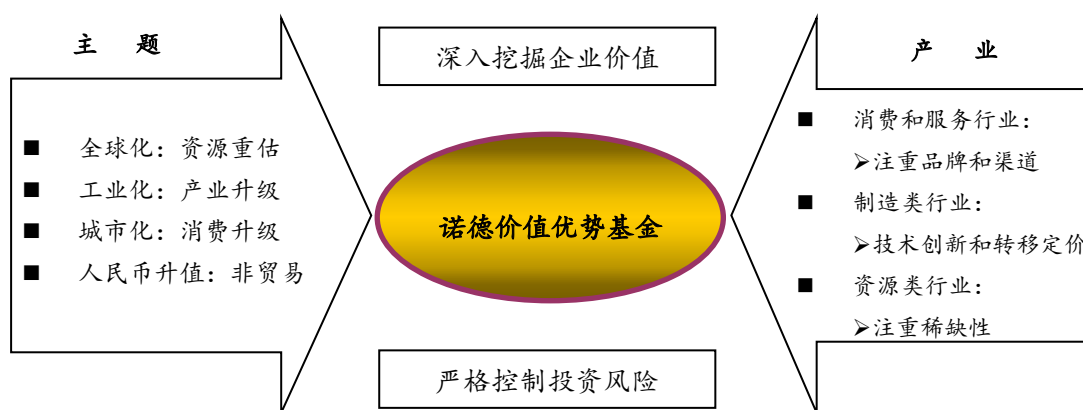 主 题
■ 全球化：资源重估
■ 工业化：产业升级
■ 城市化：消费升级
■ 人民币升值：非贸易
深入挖掘企业价值
诺德价值优势基金
严格控制投资风险
产 业
■ 消费和服务行业：
➢注重品牌和渠道
■ 制造类行业：
➢技术创新和转移定价
■ 资源类行业：
➢注重稀缺性